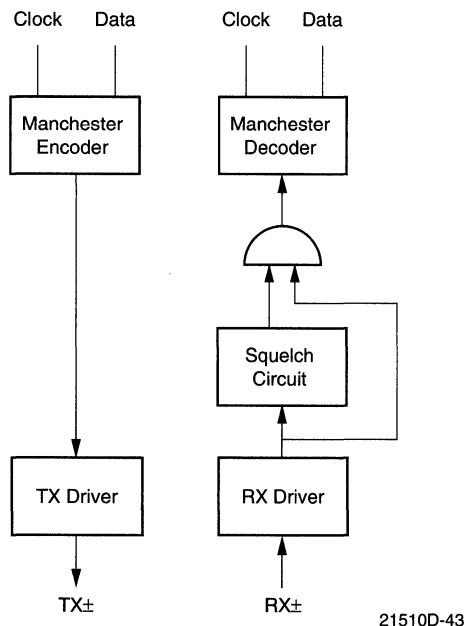 Clock Data Clock Data
Manchester Encoder
Manchester Decoder
Squelch Circuit
TX Driver
RX Driver
TX±
RX±
21510D-43